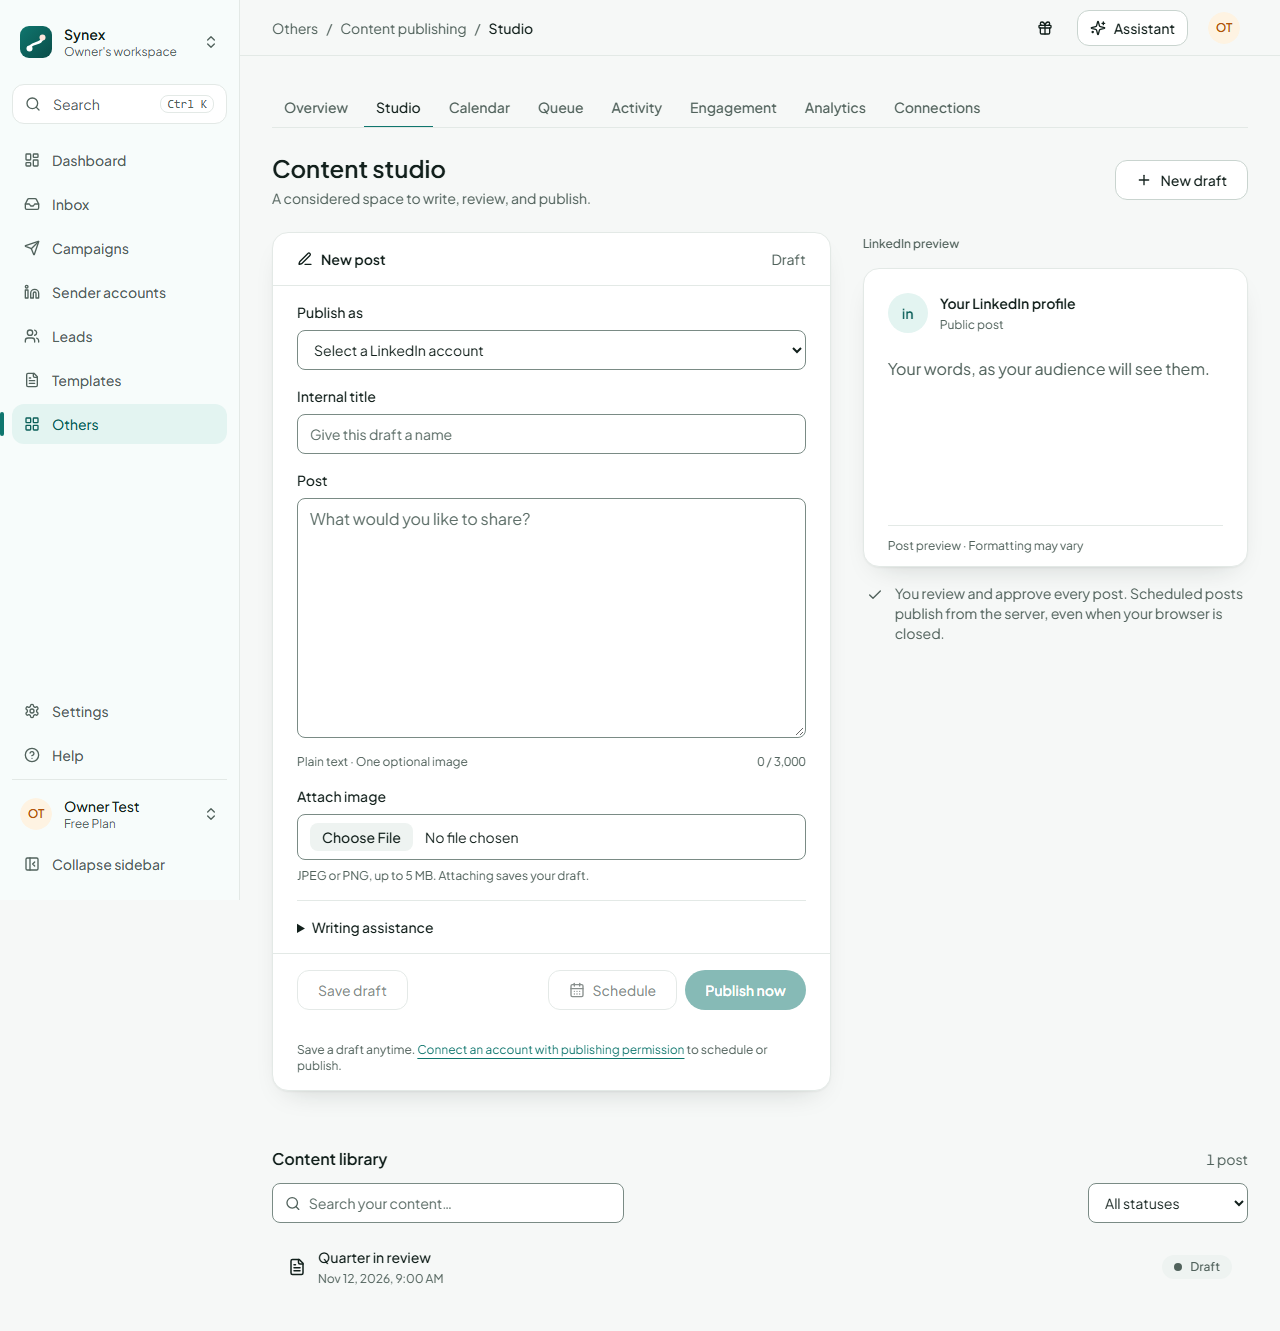 Synex
Owner's workspace
Search
Ctrl K
Dashboard
Inbox
Campaigns
Sender accounts
Leads
Templates
Others
Settings
Help
OT
Owner Test
Free Plan
Collapse sidebar
Others / Content publishing / Studio
Assistant
OT
Overview
Studio
Calendar
Queue
Activity
Engagement
Analytics
Connections
Content studio
A considered space to write, review, and publish.
New draft
New post
Draft
Publish as
Select a LinkedIn account
Internal title
Give this draft a name
Post
What would you like to share?
Plain text · One optional image
0 / 3,000
Attach image
Choose File
No file chosen
JPEG or PNG, up to 5 MB. Attaching saves your draft.
Writing assistance
Save draft
Schedule
Publish now
Save a draft anytime. Connect an account with publishing permission to schedule or
publish.
LinkedIn preview
in
Your LinkedIn profile
Public post
Your words, as your audience will see them.
Post preview · Formatting may vary
You review and approve every post. Scheduled posts
publish from the server, even when your browser is
closed.
Content library
1 post
Search your content…
All statuses
Quarter in review
Nov 12, 2026, 9:00 AM
Draft